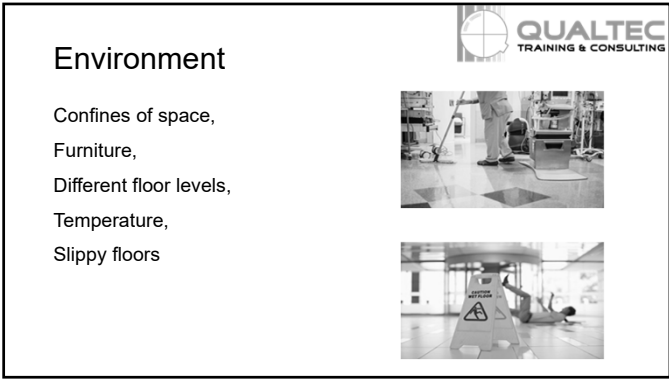 QUALTEC
TRAINING & CONSULTING
Environment
Confines of space,
Furniture,
Different floor levels,
Temperature,
Slippy floors
CAUTION
WET FLOOR